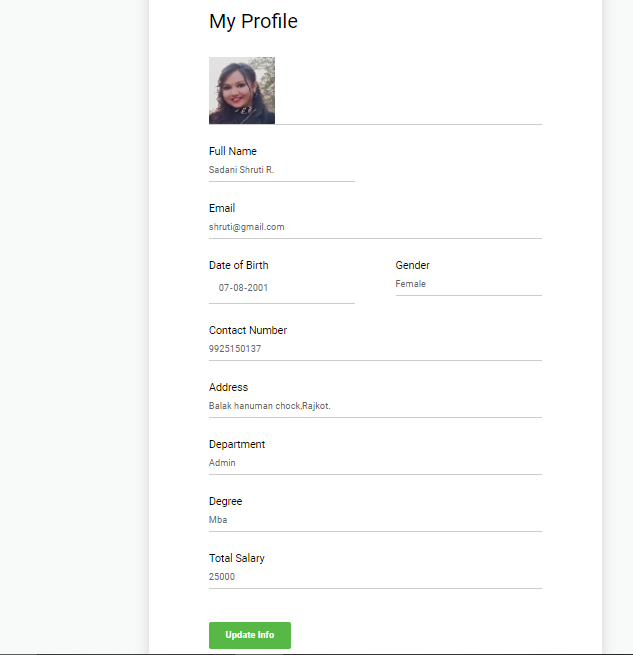 My Profile
Full Name
Sadani Shruti R.
Email
shruti@gmail.com
Date of Birth
Gender
07-08-2001
Female
Contact Number
9925150137
Address
Balak hanuman chock,Rajkot.
Department
Admin
Degree
Mba
Total Salary
25000
Update Info